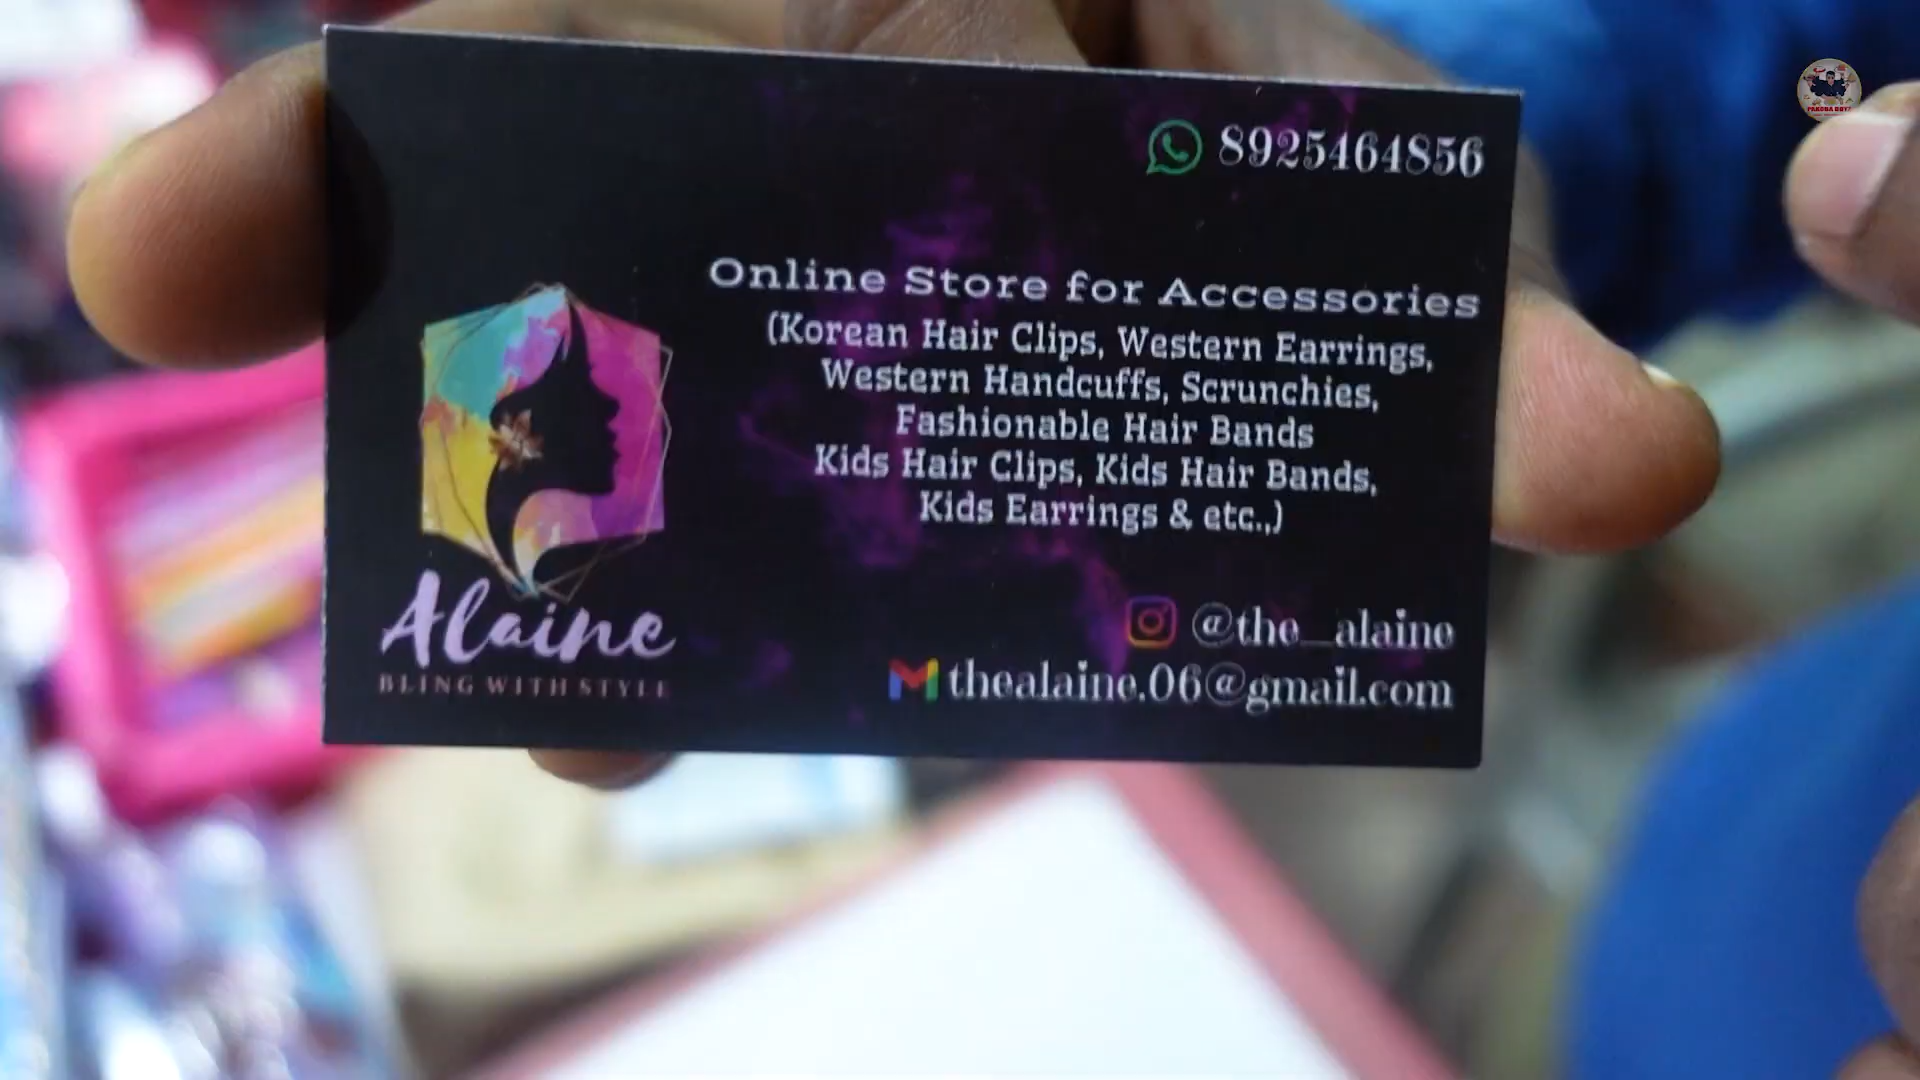 8925464856
Online Store for Accessories
(Korean Hair Clips, Western Earrings,
Western Handcuffs, Scrunchies,
Fashionable Hair Bands
Kids Hair Clips, Kids Hair Bands,
Kids Earrings & etc.,)
Alaine
BLING WITH STYLE
@the_alaine
thealaine.06@gmail.com